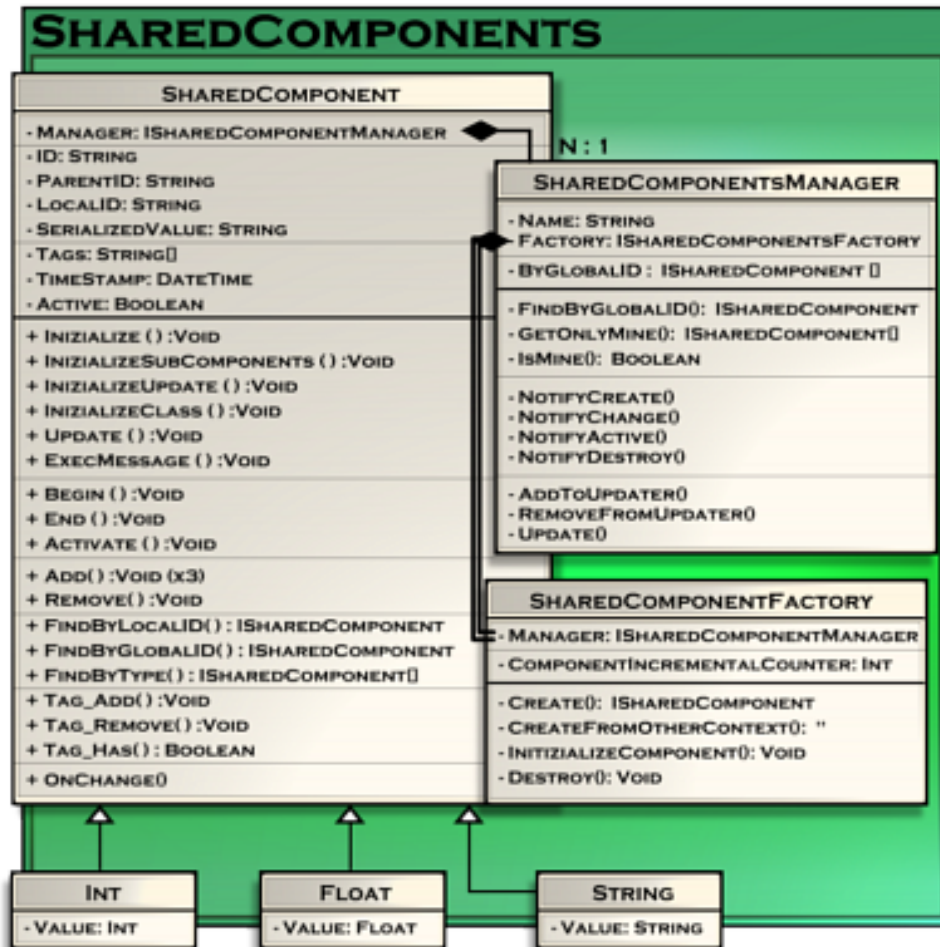 SHAREDCOMPONENTS
SHAREDCOMPONENT
- MANAGER: ISHAREDCOMPONENTMANAGER
- ID: STRING
- PARENTID: STRING
- LOCALID: STRING
- SERIALIZEDVALUE: STRING
- TAGS: STRING[]
- TIMESTAMP: DATETIME
- ACTIVE: BOOLEAN
+ INIZIALIZE ( ) :VOID
+ INIZIALIZESUBCOMPONENTS ( ) :VOID
+ INIZIALIZEUPDATE ( ) :VOID
+ INIZIALIZECLASS ( ) :VOID
+ UPDATE ( ) :VOID
+ EXECMESSAGE ( ) :VOID
+ BEGIN ( ) :VOID
+ END ( ) :VOID
+ ACTIVATE ( ) :VOID
+ ADD( ) :VOID (X3)
+ REMOVE( ) :VOID
+ FINDBYLOCALID( ) : ISHAREDCOMPONENT
+ FINDBYGLOBALID( ) : ISHAREDCOMPONENT
+ FINDBYTYPE( ) : ISHAREDCOMPONENT[]
+ TAG_ADD( ) :VOID
+ TAG_REMOVE( ) :VOID
+ TAG_HAS( ) : BOOLEAN
+ ONCHANGE()
N : 1
SHAREDCOMPONENTSMANAGER
- NAME: STRING
- FACTORY: ISHAREDCOMPONENTSFACTORY
- BYGLOBALID : ISHAREDCOMPONENT []
- FINDBYGLOBALID(): ISHAREDCOMPONENT
- GETONLYMINE(): ISHAREDCOMPONENT[]
- ISMINE(): BOOLEAN
- NOTIFYCREATE()
- NOTIFYCHANGE()
- NOTIFYACTIVE()
- NOTIFYDESTROY()
- ADDTOUPDATER()
- REMOVEFROMUPDATER()
- UPDATE()
SHAREDCOMPONENTFACTORY
- MANAGER: ISHAREDCOMPONENTMANAGER
- COMPONENTINCREMENTALCOUNTER: INT
- CREATE(): ISHAREDCOMPONENT
- CREATEFROMOTHERCONTEXT(): "
- INITIZIALIZECOMPONENT(): VOID
- DESTROY(): VOID
INT
- VALUE: INT
FLOAT
- VALUE: FLOAT
STRING
- VALUE: STRING